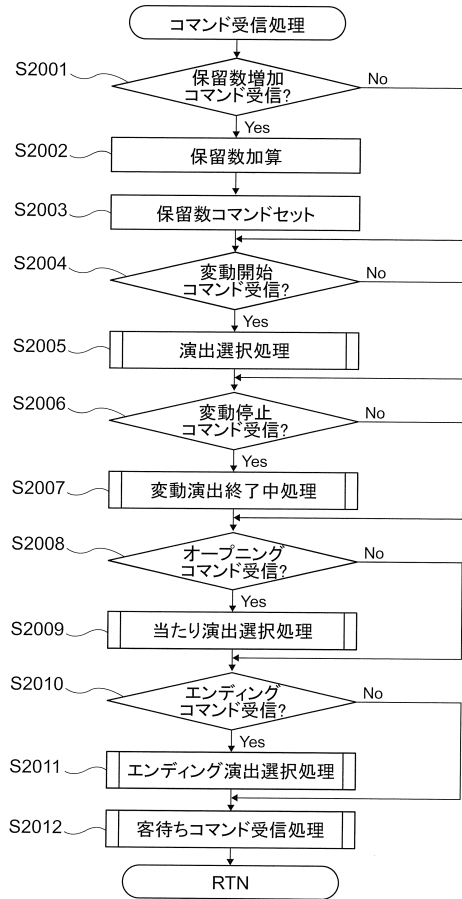 コマンド受信処理
S2001
保留数増加
コマンド受信?
No
Yes
S2002
保留数加算
S2003
保留数コマンドセット
S2004
変動開始
コマンド受信?
No
Yes
S2005
演出選択処理
S2006
変動停止
コマンド受信?
No
Yes
S2007
変動演出終了中処理
S2008
オープニング
コマンド受信?
No
Yes
S2009
当たり演出選択処理
S2010
エンディング
コマンド受信?
No
Yes
S2011
エンディング演出選択処理
S2012
客待ちコマンド受信処理
RTN